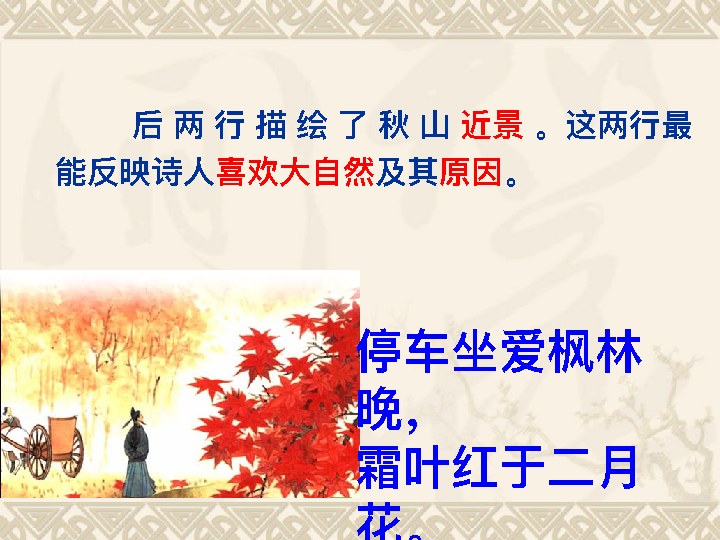 后两行描绘了秋山近景。这两行最
能反映诗人喜欢大自然及其原因。
停车坐爱枫林
晚，
霜叶红于二月
花。